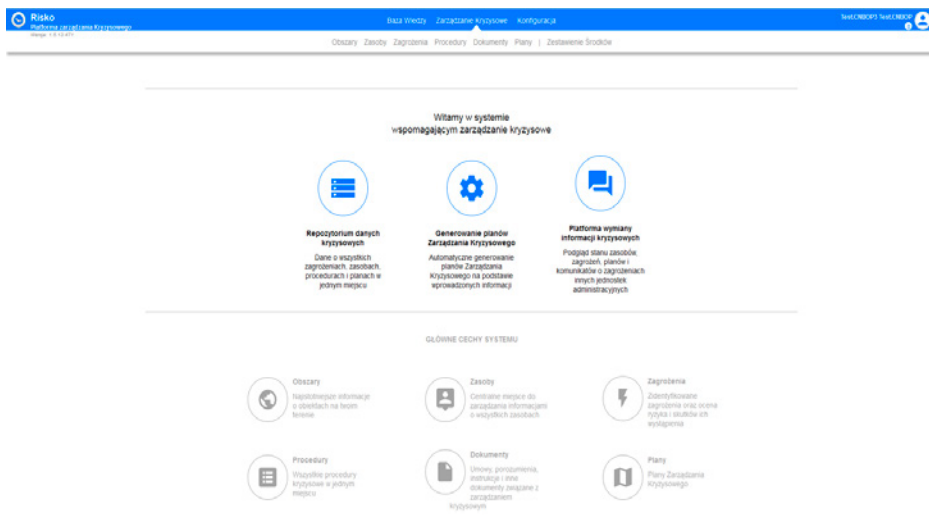 Risko
Platforma zarządzania Kryzysowego
Baza Wiedzy Zarządzanie Kryzysowe Konfiguracja
Obszary Zasoby Zagrożenia Procedury Dokumenty Plany | Zestawienie Środków
Witamy w systemie
wspomagającym zarządzanie kryzysowe
Repozytorium danych
kryzysowych
Dane o wszystkich
zagrożeniach, zasobach,
procedurach i planach w
jednym miejscu
Generowanie planów
Zarządzania Kryzysowego
Automatyczne generowanie
planów Zarządzania
Kryzysowego na podstawie
wprowadzonych informacji
Platforma wymiany
informacji kryzysowych
Podgląd stanu zasobów,
zagrożeń, planów i
komunikatów o zagrożeniach
innych jednostek
administracyjnych
GŁÓWNE CECHY SYSTEMU
Obszary
Najistotniejsze informacje
o obiektach na twoim
terenie
Zasoby
Centralne miejsce do
zarządzania informacjami
o wszystkich zasobach.
Zagrożenia
Zidentyfikowane
zagrożenia oraz ocena
ryzyka i skutków ich
wystąpienia
Procedury
Wszystkie procedury
kryzysowe w jednym
miejscu
Dokumenty
Umowy, porozumienia,
instrukcje i inne
dokumenty związane z
zarządzaniem
kryzysowym
Plany
Plany Zarządzania
Kryzysowego